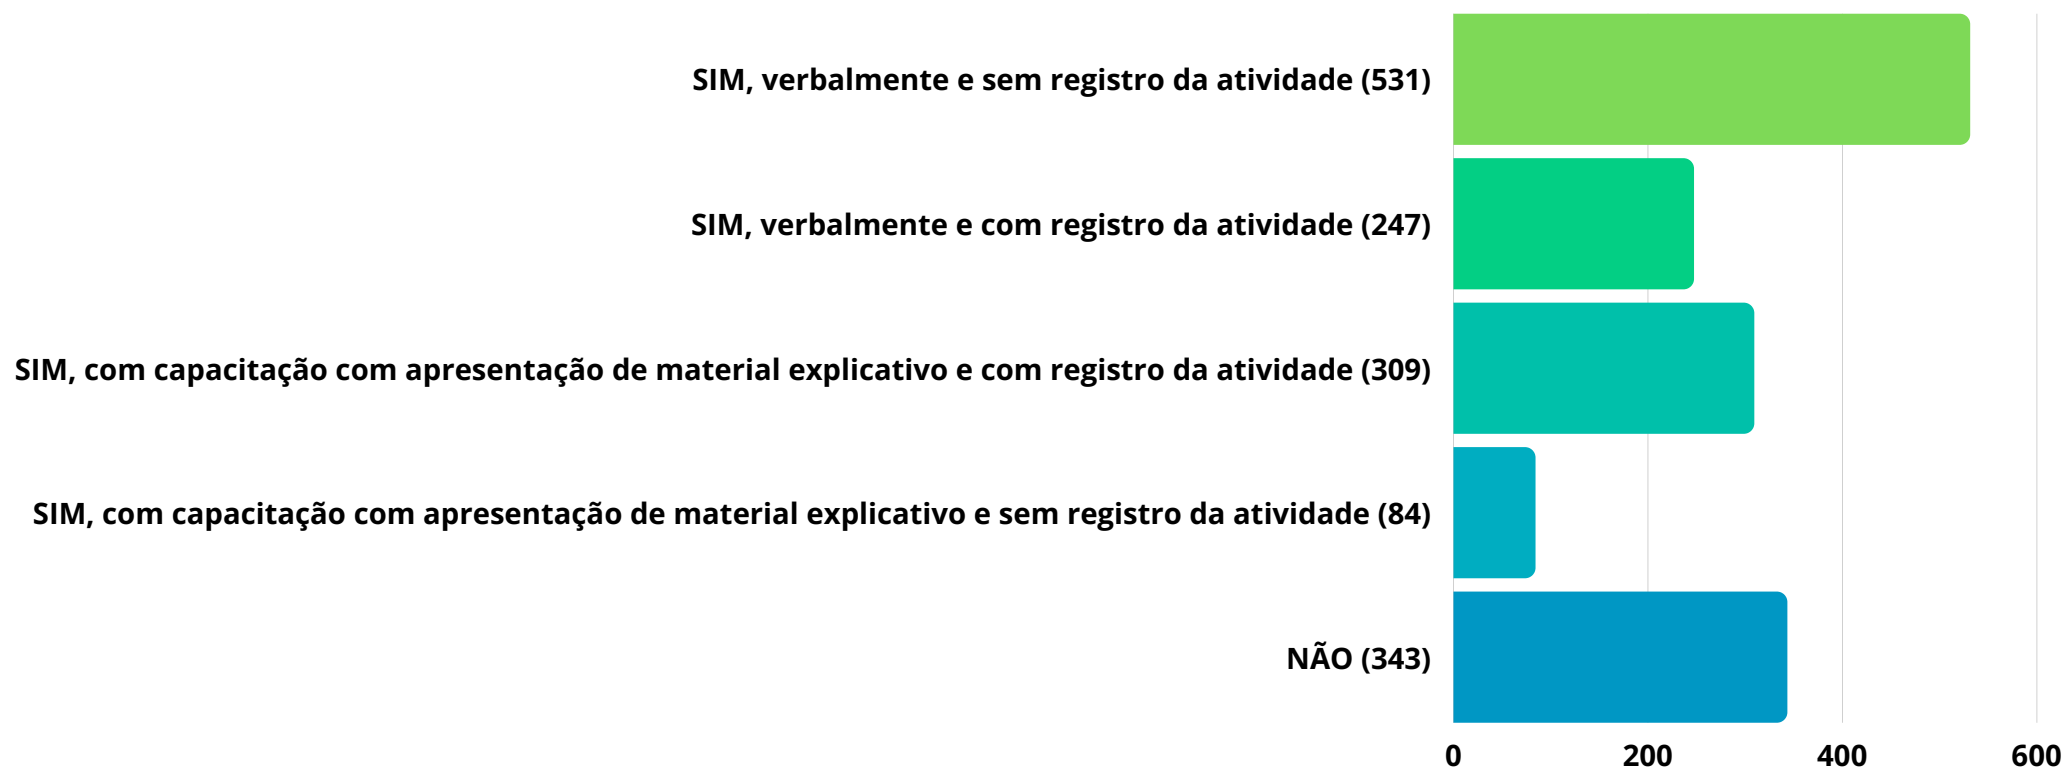 SIM, verbalmente e sem registro da atividade (531)
SIM, verbalmente e com registro da atividade (247)
SIM, com capacitação com apresentação de material explicativo e com registro da atividade (309)
SIM, com capacitação com apresentação de material explicativo e sem registro da atividade (84)
NÃO (343)
0 200 400 600